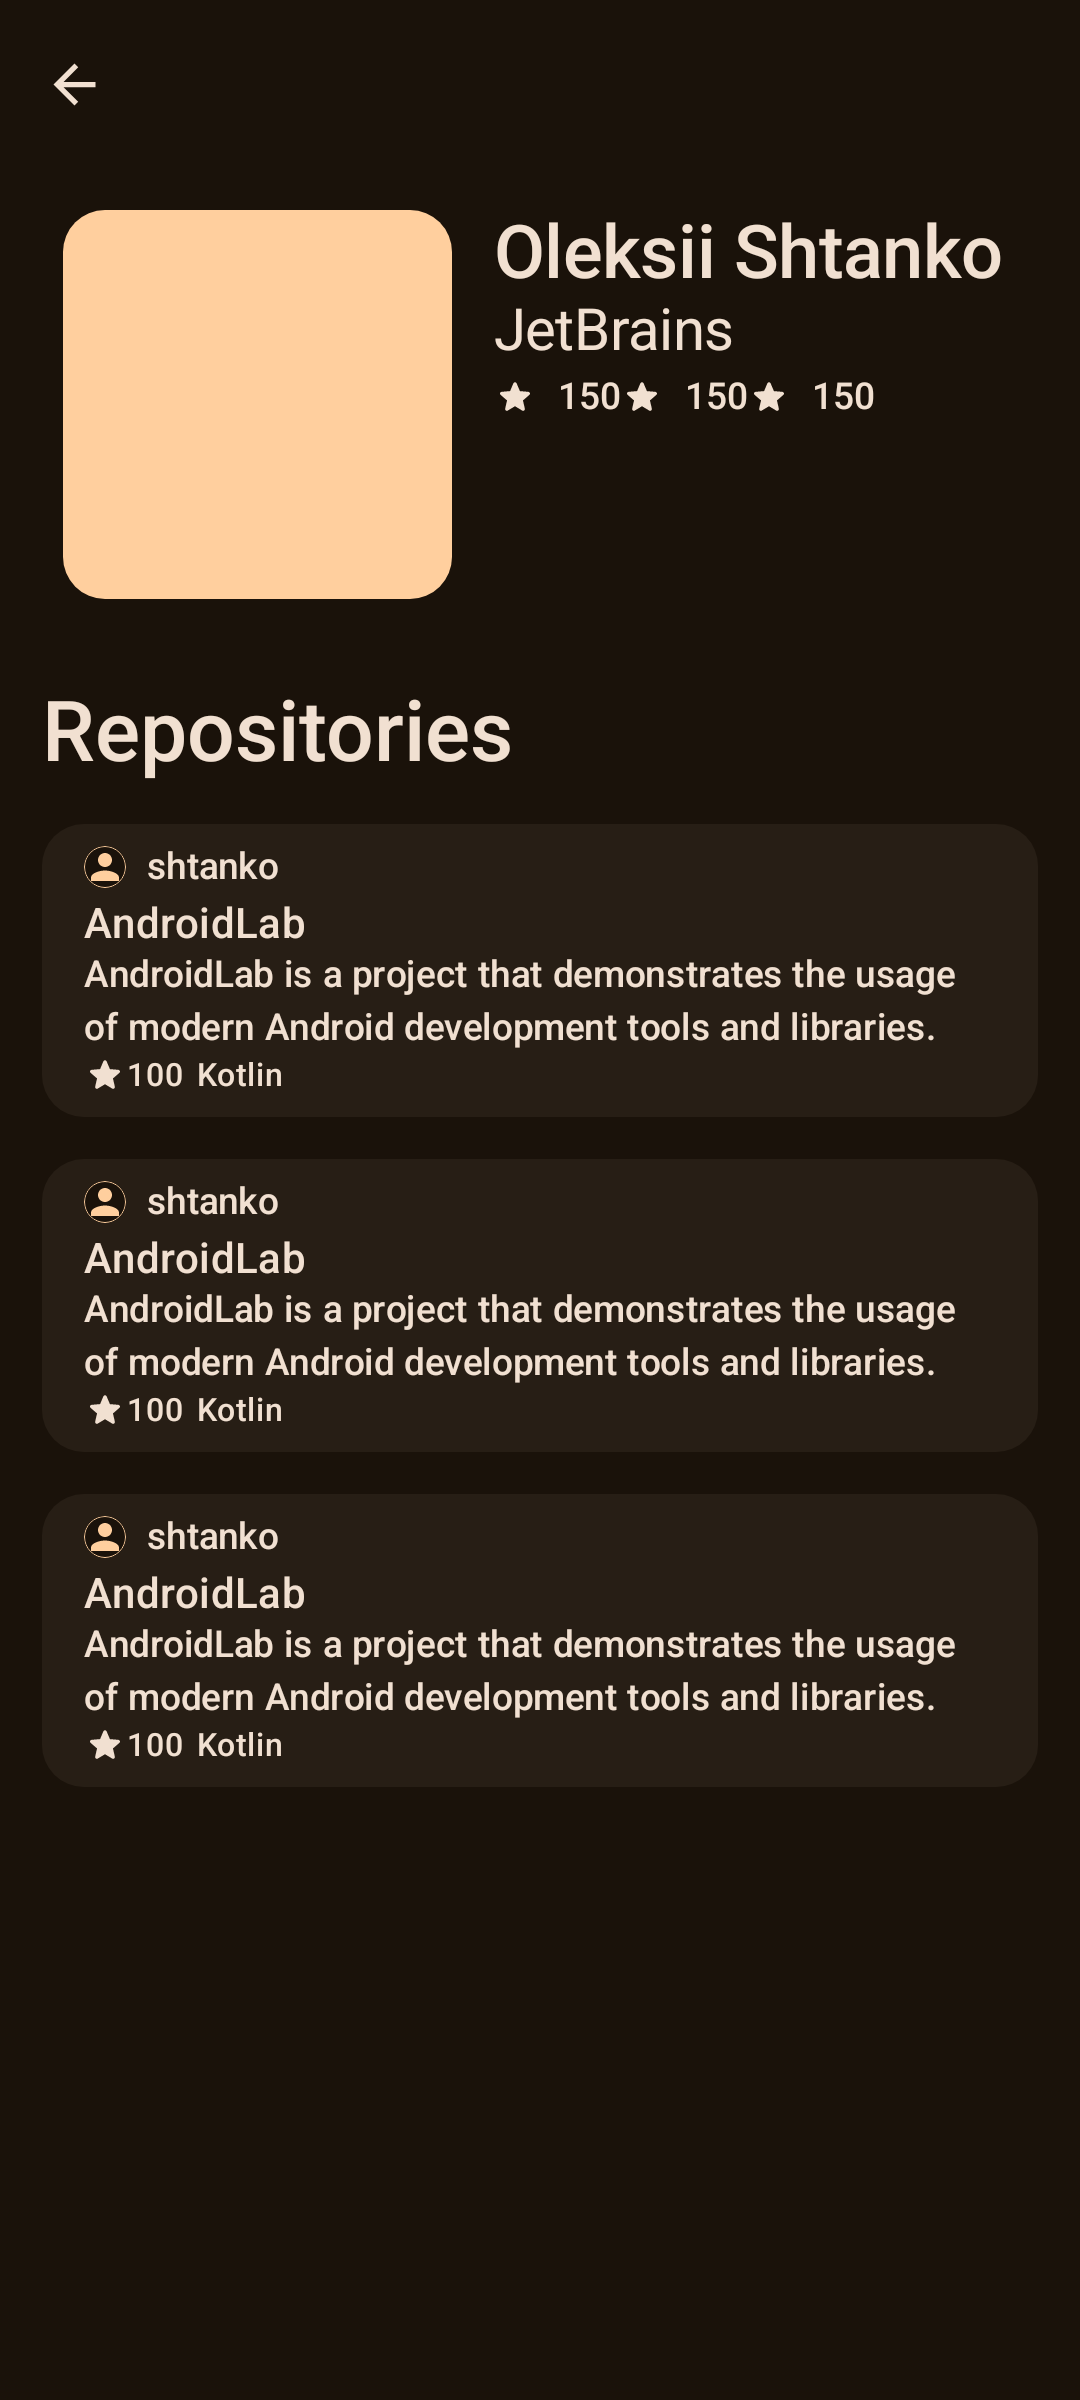 Oleksii Shtanko
JetBrains
150 150 150
Repositories
shtanko
AndroidLab
AndroidLab is a project that demonstrates the usage
of modern Android development tools and libraries.
100 Kotlin
shtanko
AndroidLab
AndroidLab is a project that demonstrates the usage
of modern Android development tools and libraries.
100 Kotlin
shtanko
AndroidLab
AndroidLab is a project that demonstrates the usage
of modern Android development tools and libraries.
100 Kotlin